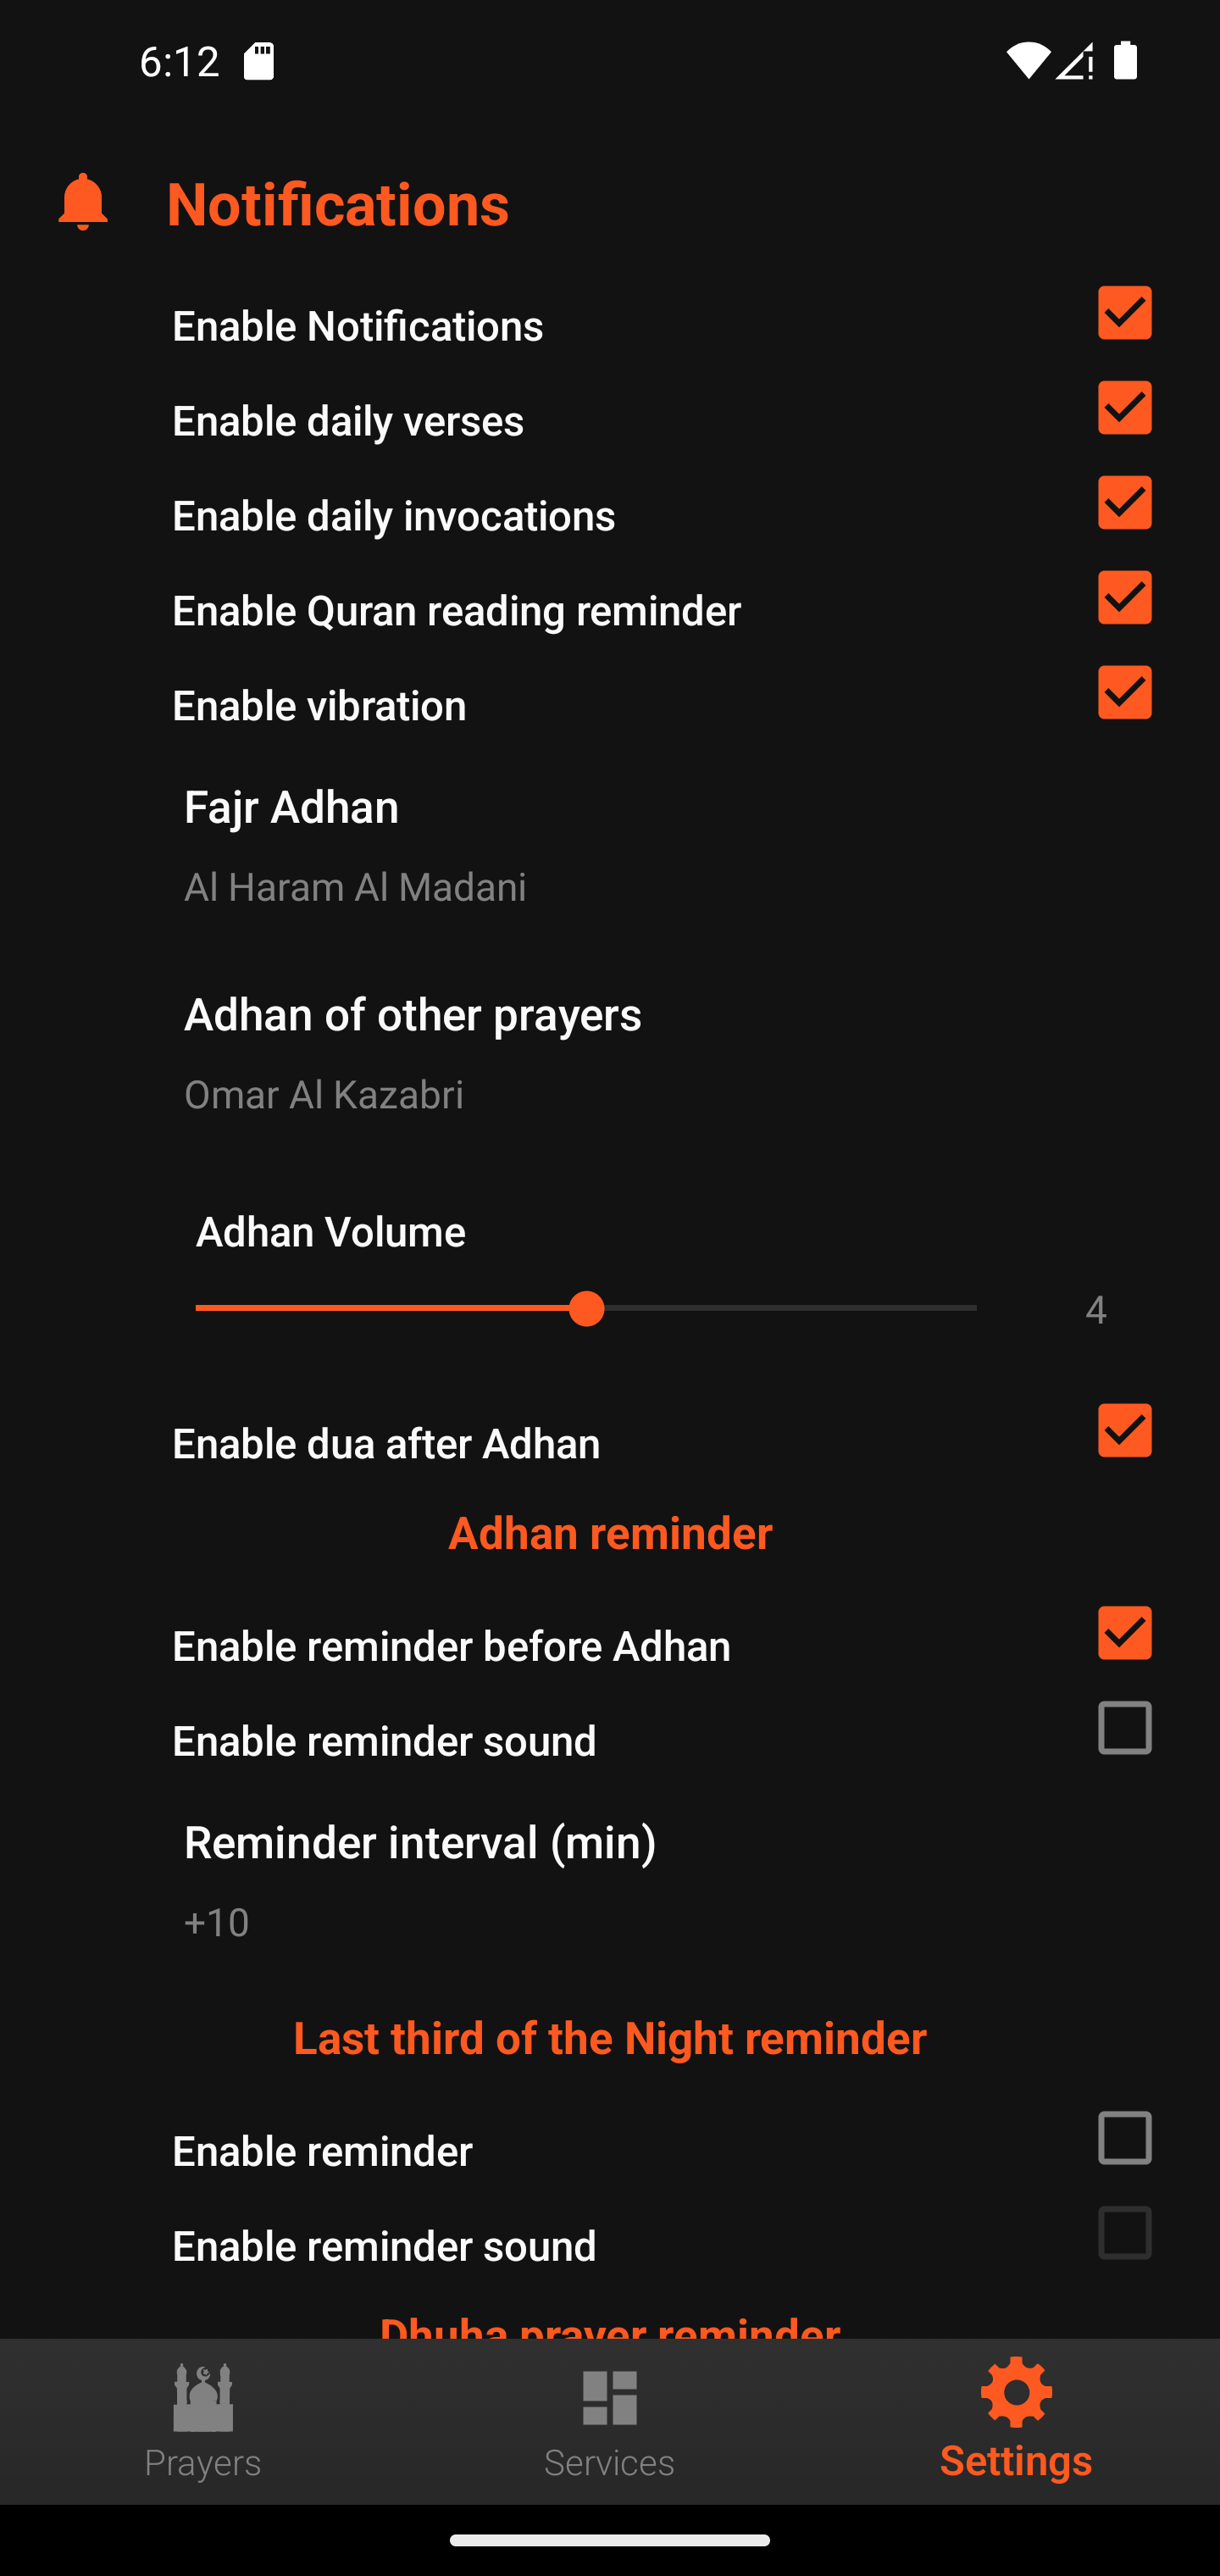 6:12
Notifications
Enable Notifications
Enable daily verses
Enable daily invocations
Enable Quran reading reminder
Enable vibration
Fajr Adhan
Al Haram Al Madani
Adhan of other prayers
Omar Al Kazabri
Adhan Volume
4
Enable dua after Adhan
Adhan reminder
Enable reminder before Adhan
Enable reminder sound
Reminder interval (min)
+10
Last third of the Night reminder
Enable reminder
Enable reminder sound
Dhuha prayer reminder
Prayers
Services
Settings